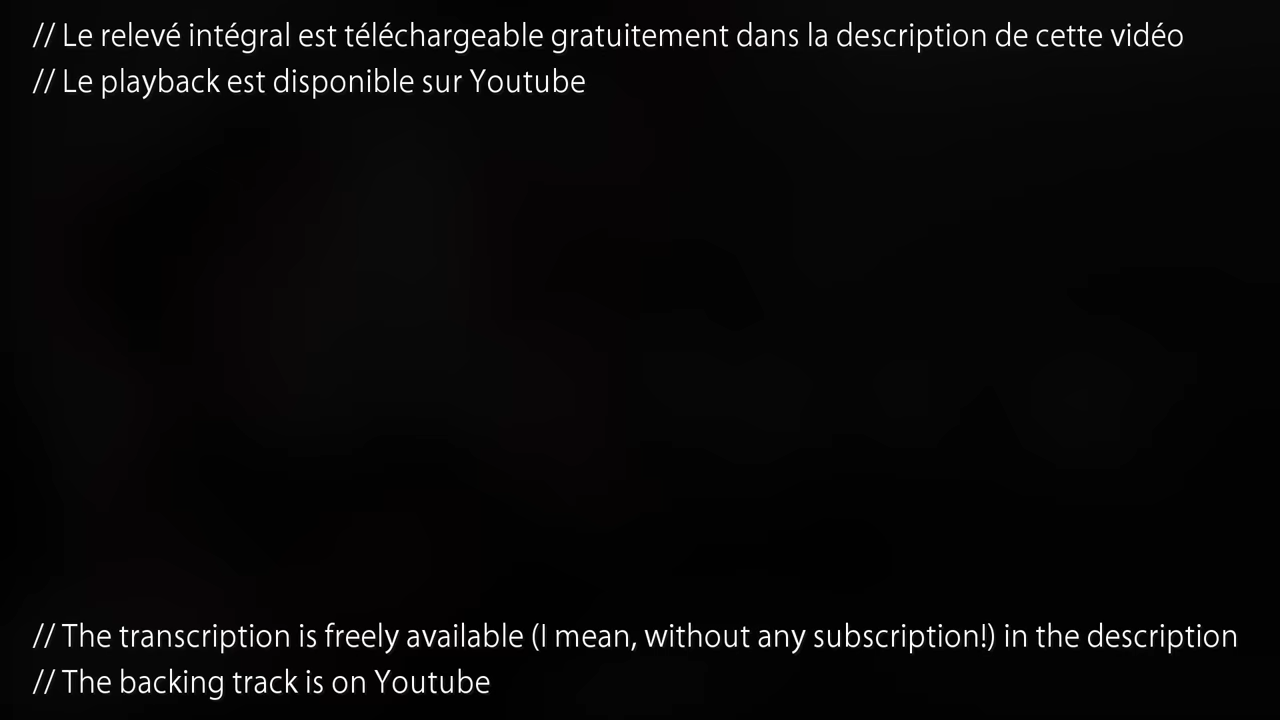 // Le relevé intégral est téléchargeable gratuitement dans la description de cette vidéo
// Le playback est disponible sur Youtube
// The transcription is freely available (I mean, without any subscription!) in the description
// The backing track is on Youtube